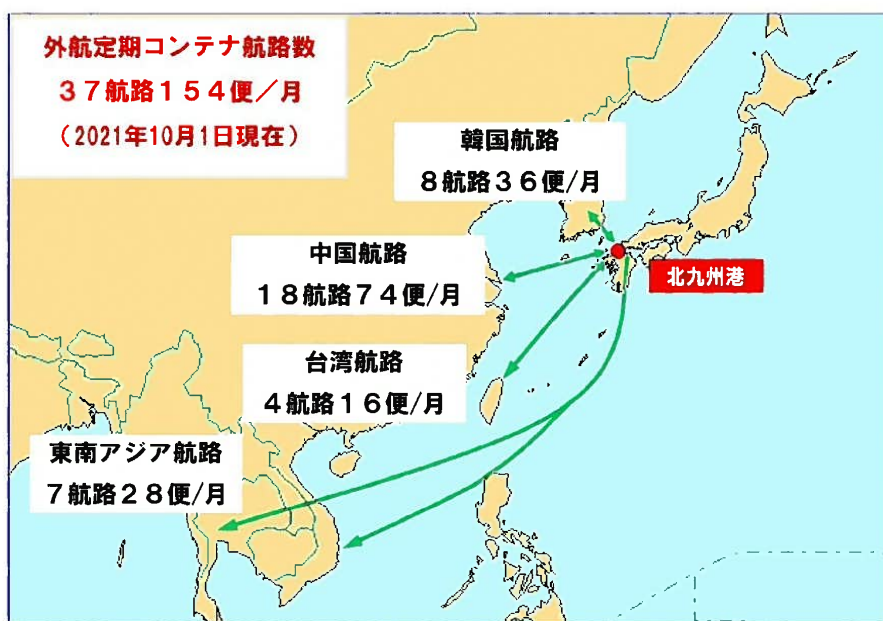 外航定期コンテナ航路数
３７航路１５４便／月
（2021年10月1日現在）
韓国航路
８航路３６便/月
中国航路
１８航路７４便/月
北九州港
台湾航路
４航路１６便/月
東南アジア航路
７航路２８便/月